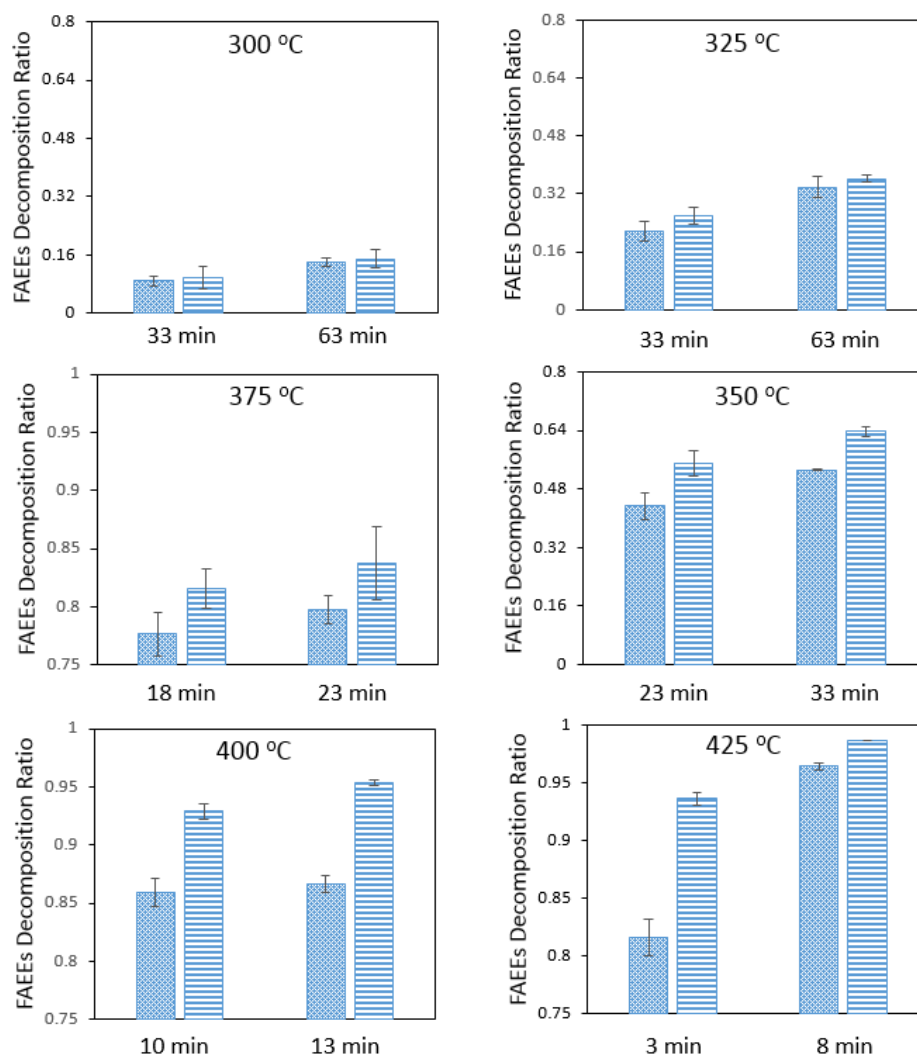 FAEEs Decomposition Ratio
300 ºC
0.8
0.64
0.48
0.32
0.16
0
33 min 63 min
FAEEs Decomposition Ratio
325 ºC
0.8
0.64
0.48
0.32
0.16
0
33 min 63 min
FAEEs Decomposition Ratio
375 ºC
1
0.95
0.9
0.85
0.8
0.75
18 min 23 min
FAEEs Decomposition Ratio
350 ºC
0.8
0.64
0.48
0.32
0.16
0
23 min 33 min
FAEEs Decomposition Ratio
400 ºC
1
0.95
0.9
0.85
0.8
0.75
10 min 13 min
FAEEs Decomposition Ratio
425 ºC
1
0.95
0.9
0.85
0.8
0.75
3 min 8 min